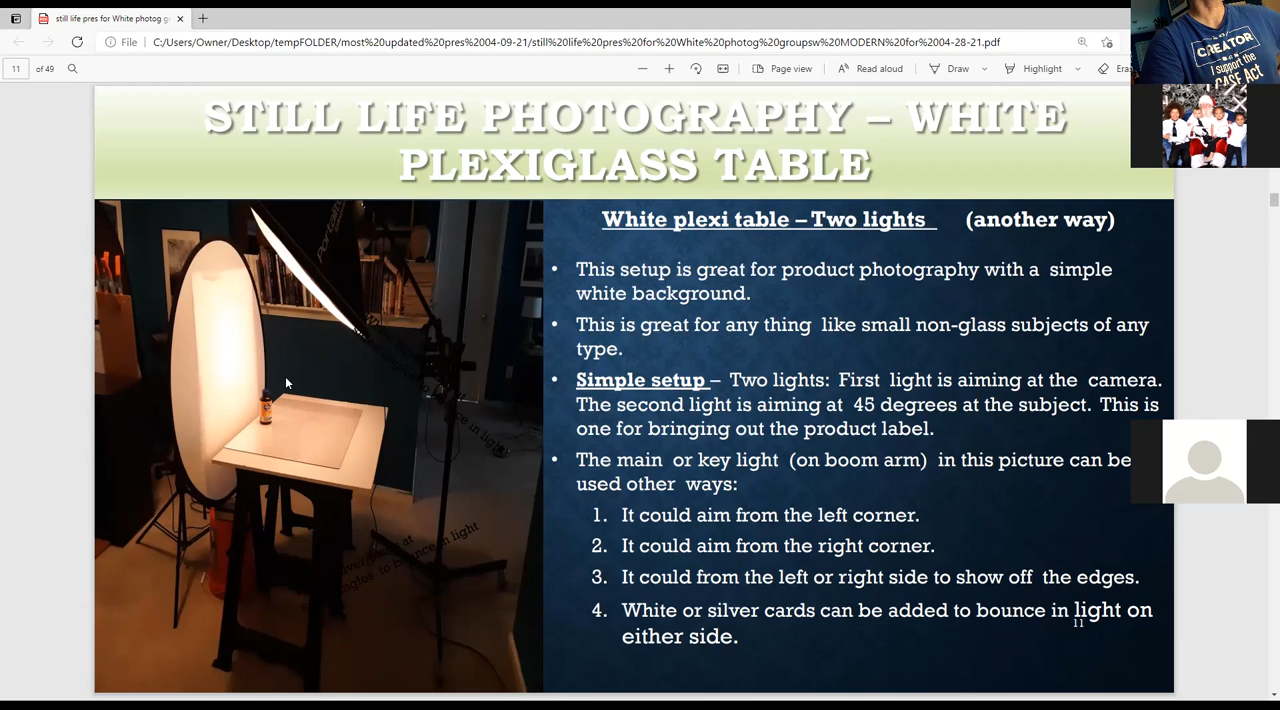 still life pres for White photog g
File C:/Users/Owner/Desktop/tempFOLDER/most%20updated%20pres%2004-09-21/still%20life%20pres%20for%20White%20photog%20groupsw%20MODERN%20for%2004-28-21.pdf
11 of 49 Page view Read aloud Draw Highlight
CREATOR
I support the
CASE Act
STILL LIFE PHOTOGRAPHY – WHITE
PLEXIGLASS TABLE
White plexi table – Two lights (another way)
• This setup is great for product photography with a simple
white background.
• This is great for any thing like small non-glass subjects of any
type.
• Simple setup – Two lights: First light is aiming at the camera.
The second light is aiming at 45 degrees at the subject. This is
one for bringing out the product label.
• The main or key light (on boom arm) in this picture can be
used other ways:
1. It could aim from the left corner.
2. It could aim from the right corner.
3. It could from the left or right side to show off the edges.
4. White or silver cards can be added to bounce in light on
either side.
11
to bounce in light